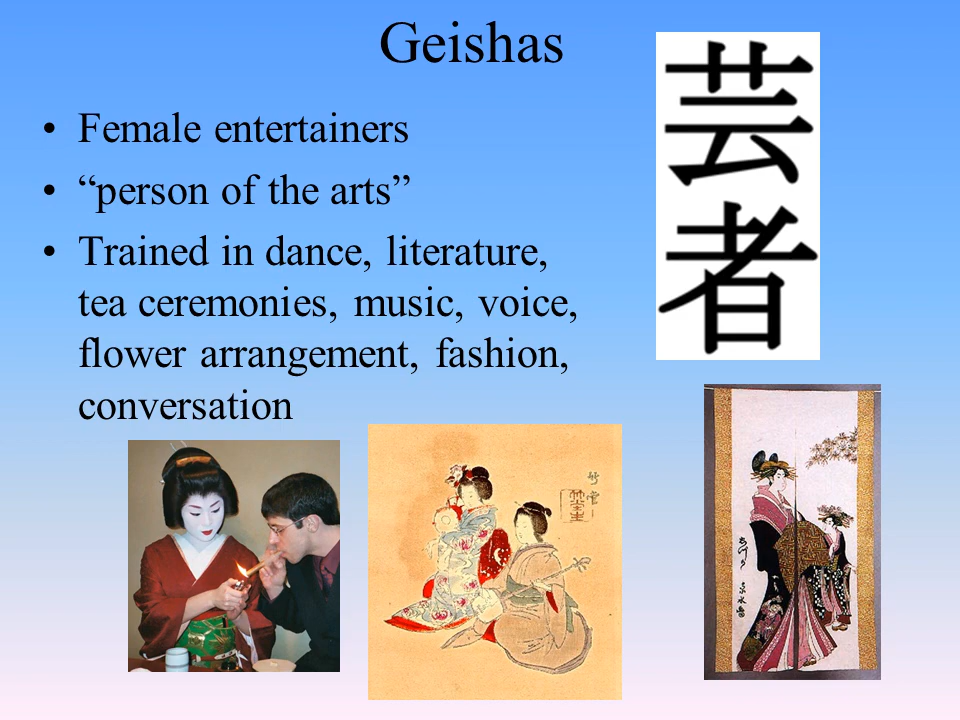 Geishas
芸
者
• Female entertainers
• “person of the arts”
• Trained in dance, literature,
tea ceremonies, music, voice,
flower arrangement, fashion,
conversation